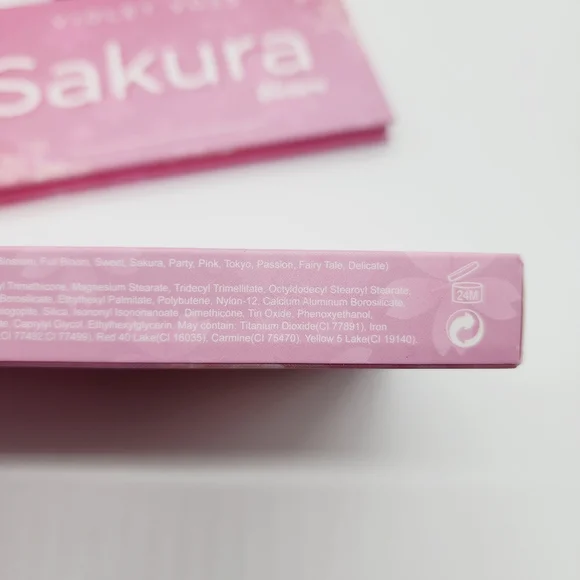 VIOLET VOSS
Sakura
Full Bloom, Sweet, Sakura, Party, Pink, Tokyo, Passion, Fairy Tale, Delicate)
Trimethicone, Magnesium Stearate, Tridecyl Trimellitate, Octyldodecyl Stearoyl Stearate,
Borosilicate, Ethylhexyl Palmitate, Polybutene, Nylon-12, Calcium Aluminum Borosilicate,
Silica, Isononyl Isononanoate, Dimethicone, Tin Oxide, Phenoxyethanol,
Caprylyl Glycol, Ethylhexylglycerin, May contain: Titanium Dioxide(CI 77891), Iron
CI 77492,CI 77499), Red 40 Lake(CI 16035), Carmine(CI 75470), Yellow 5 Lake(CI 19140).
24M